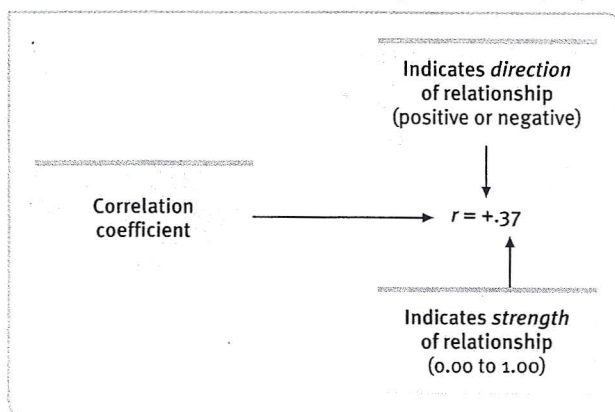 Indicates direction
of relationship
(positive or negative)
Correlation
coefficient
r = +.37
Indicates strength
of relationship
(0.00 to 1.00)